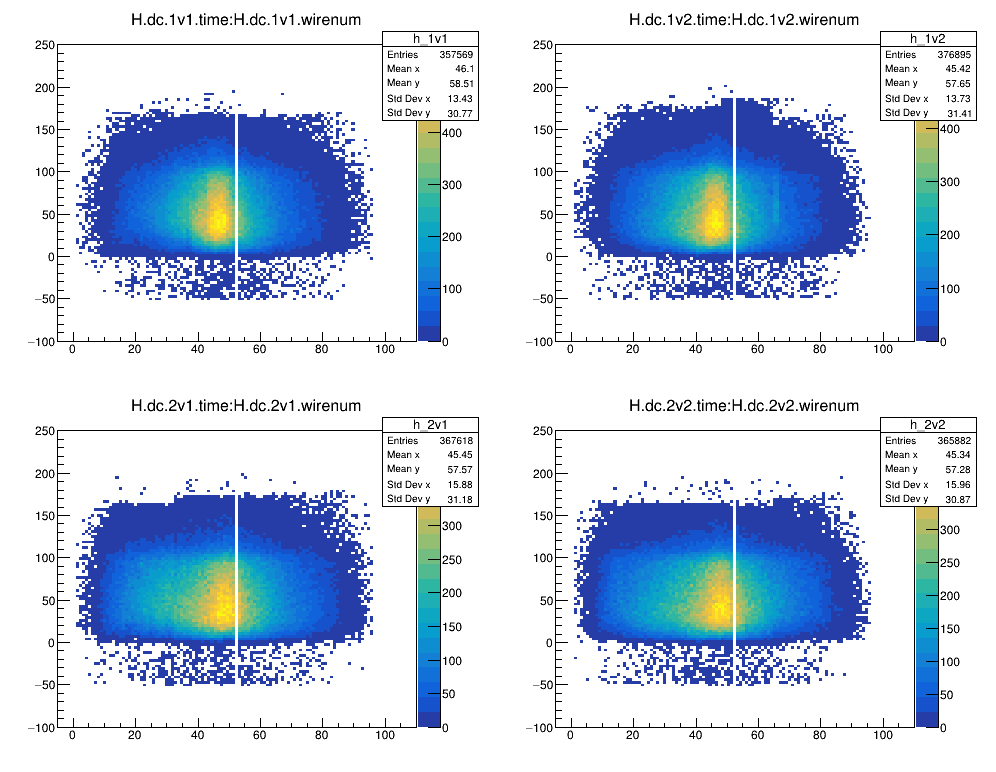 H.dc.1v1.time:H.dc.1v1.wirenum
h_1v1
Entries 357569
Mean x 46.1
Mean y 58.51
Std Dev x 13.43
Std Dev y 30.77
250
200
150
100
50
0
−50
−100
0 20 40 60 80 100
400
300
200
100
0
H.dc.1v2.time:H.dc.1v2.wirenum
h_1v2
Entries 376895
Mean x 45.42
Mean y 57.65
Std Dev x 13.73
Std Dev y 31.41
250
200
150
100
50
0
−50
−100
0 20 40 60 80 100
400
300
200
100
0
H.dc.2v1.time:H.dc.2v1.wirenum
h_2v1
Entries 367618
Mean x 45.45
Mean y 57.57
Std Dev x 15.88
Std Dev y 31.18
250
200
150
100
50
0
−50
−100
0 20 40 60 80 100
300
250
200
150
100
50
0
H.dc.2v2.time:H.dc.2v2.wirenum
h_2v2
Entries 365882
Mean x 45.34
Mean y 57.28
Std Dev x 15.96
Std Dev y 30.87
250
200
150
100
50
0
−50
−100
0 20 40 60 80 100
300
250
200
150
100
50
0